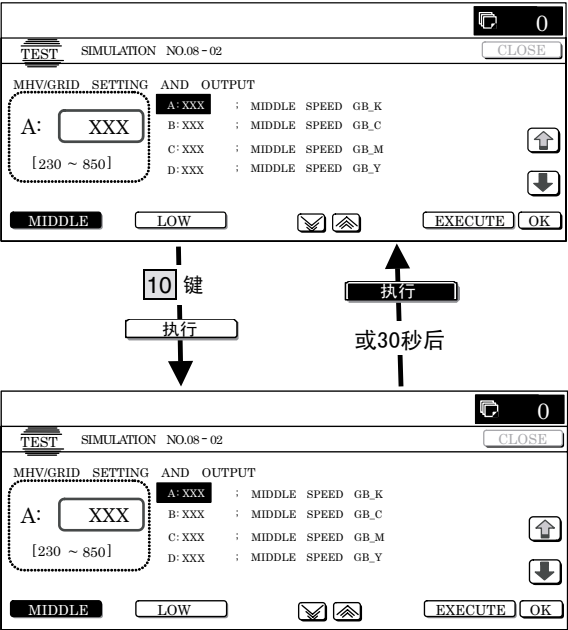 0
TEST SIMULATION NO.08-02 CLOSE
MHV/GRID SETTING AND OUTPUT
A: XXX
[230 ~ 850]
A: XXX ; MIDDLE SPEED GB_K
B: XXX ; MIDDLE SPEED GB_C
C: XXX ; MIDDLE SPEED GB_M
D: XXX ; MIDDLE SPEED GB_Y
MIDDLE LOW EXECUTE OK
10 键
执行
执行
或30秒后
0
TEST SIMULATION NO.08-02 CLOSE
MHV/GRID SETTING AND OUTPUT
A: XXX
[230 ~ 850]
A: XXX ; MIDDLE SPEED GB_K
B: XXX ; MIDDLE SPEED GB_C
C: XXX ; MIDDLE SPEED GB_M
D: XXX ; MIDDLE SPEED GB_Y
MIDDLE LOW EXECUTE OK